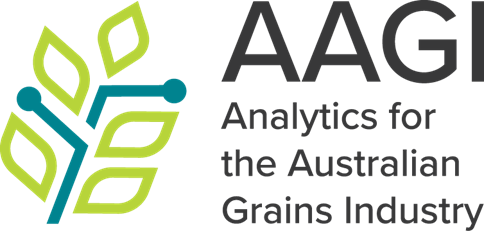 AAGI
Analytics for
the Australian
Grains Industry